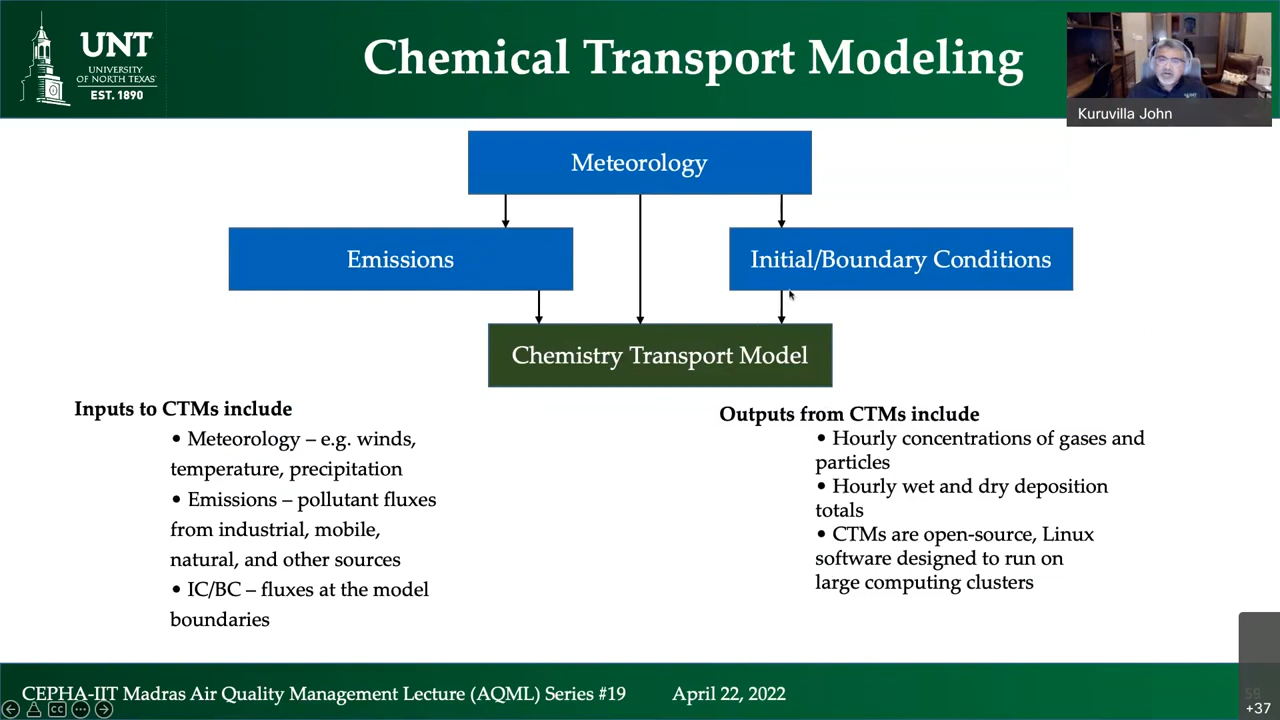 UNT
UNIVERSITY
OF NORTH TEXAS
EST. 1890
Chemical Transport Modeling
Kuruvilla John
Meteorology
Emissions
Initial/Boundary Conditions
Chemistry Transport Model
Inputs to CTMs include
• Meteorology – e.g. winds,
temperature, precipitation
• Emissions – pollutant fluxes
from industrial, mobile,
natural, and other sources
• IC/BC – fluxes at the model
boundaries
Outputs from CTMs include
• Hourly concentrations of gases and
particles
• Hourly wet and dry deposition
totals
• CTMs are open-source, Linux
software designed to run on
large computing clusters
CEPHA-IIT Madras Air Quality Management Lecture (AQML) Series #19 April 22, 2022
CC
59
+37